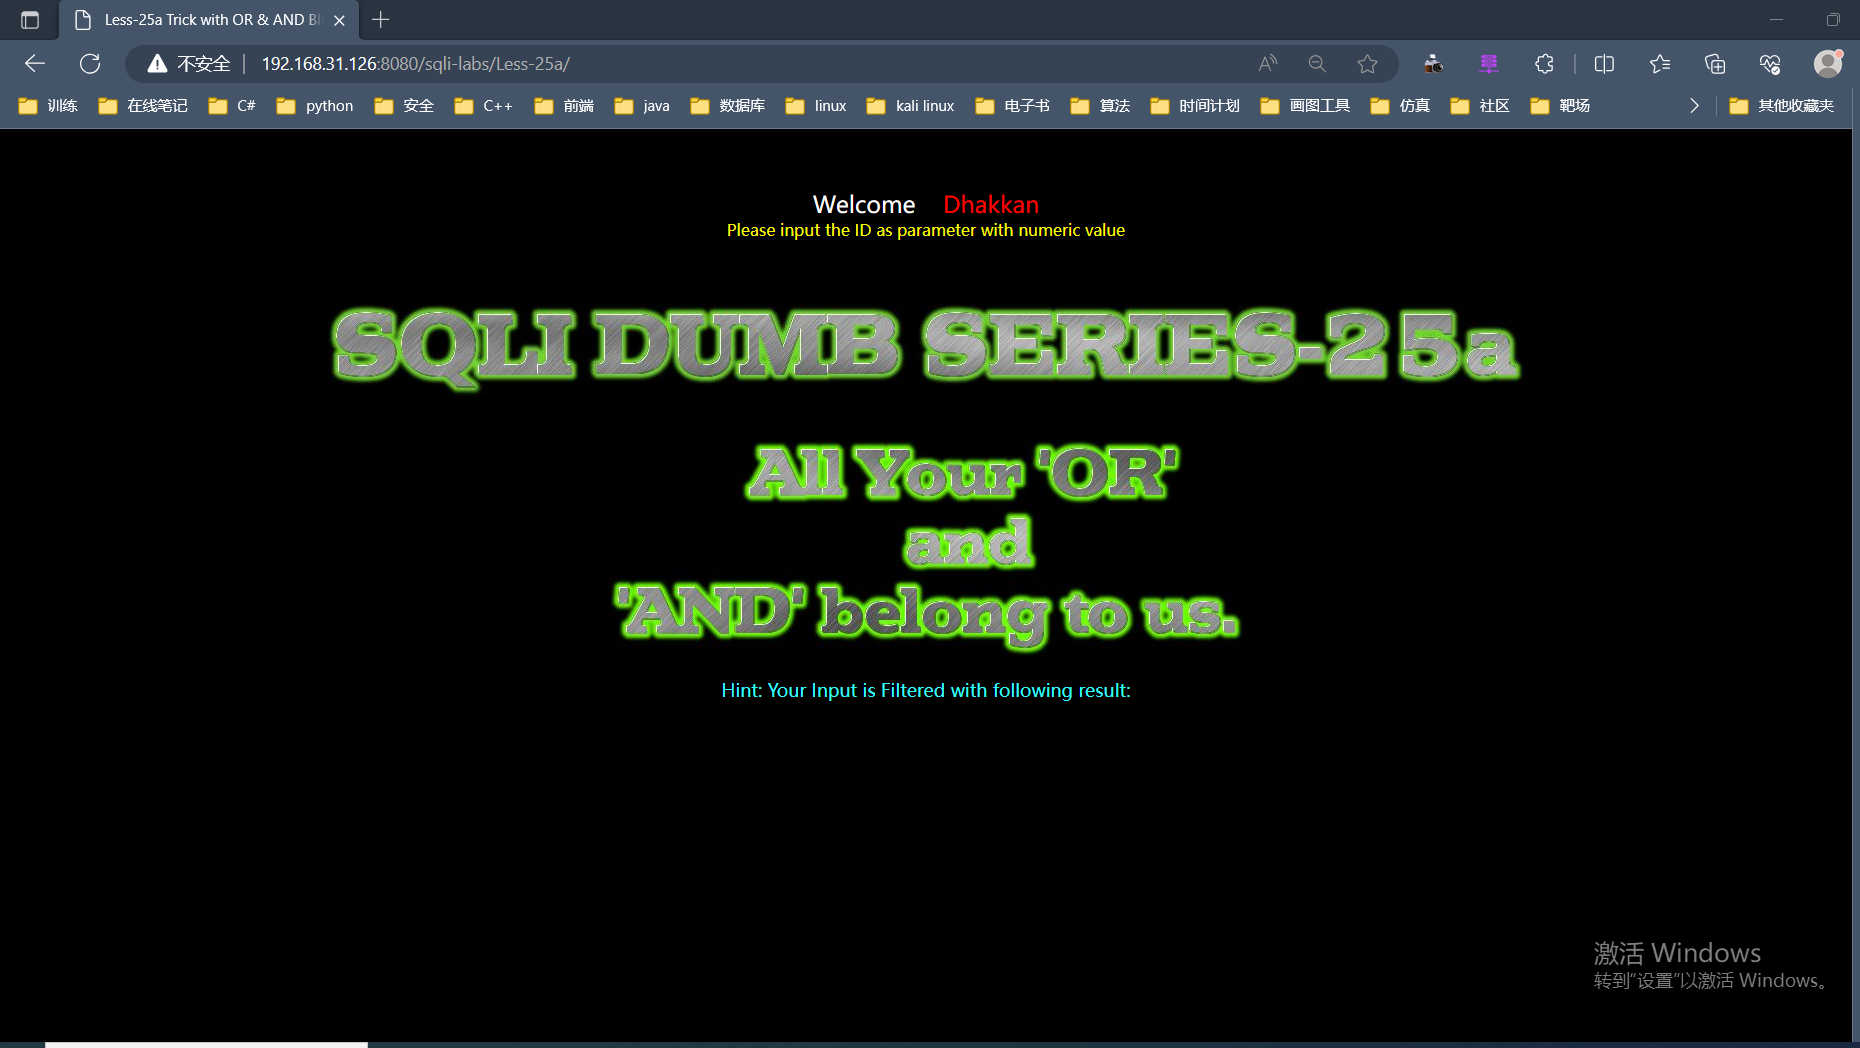 Less-25a Trick with OR & AND Bl
不安全
192.168.31.126:8080/sqli-labs/Less-25a/
训练 在线笔记 C# python 安全 C++ 前端 java 数据库 linux kali linux 电子书 算法 时间计划 画图工具 仿真 社区 靶场 其他收藏夹
Welcome Dhakkan
Please input the ID as parameter with numeric value
SQLI DUMB SERIES-25a
All Your 'OR'
and
'AND' belong to us.
Hint: Your Input is Filtered with following result:
激活 Windows
转到“设置”以激活 Windows。